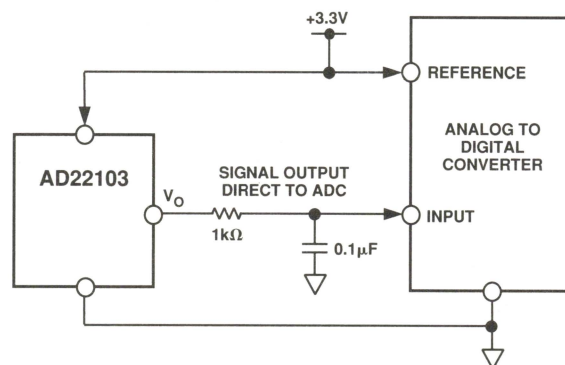 +3.3V
REFERENCE
ANALOG TO
DIGITAL
CONVERTER
AD22103
SIGNAL OUTPUT
DIRECT TO ADC
VO
1kΩ
INPUT
0.1μF